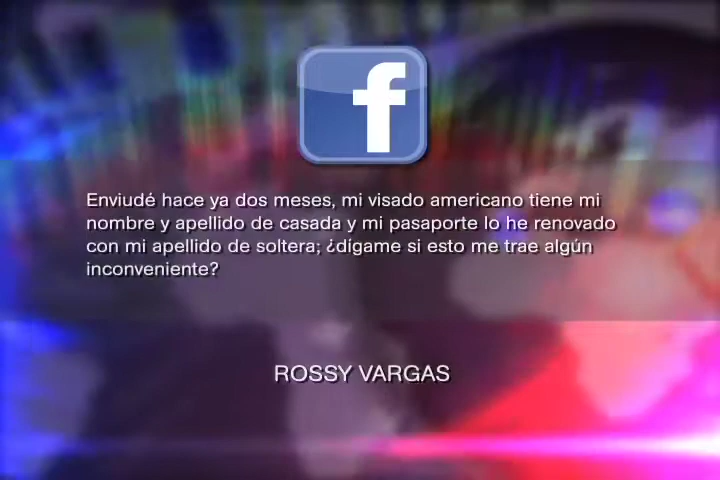 f
Enviudé hace ya dos meses, mi visado americano tiene mi
nombre y apellido de casada y mi pasaporte lo he renovado
con mi apellido de soltera; ¿dígame si esto me trae algún
inconveniente?
ROSSY VARGAS